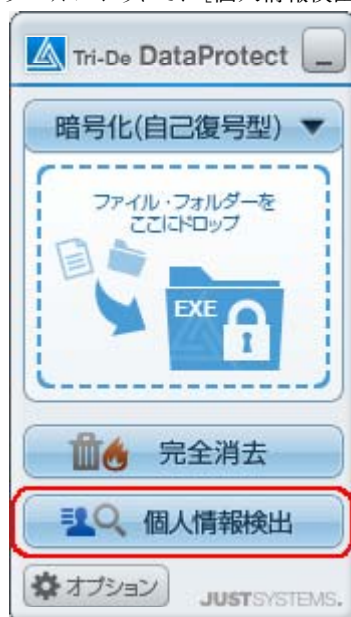 Tri-De DataProtect
暗号化(自己復号型)
ファイル・フォルダーを
ここにドロップ
EXE
完全消去
個人情報検出
オプション
JUSTSYSTEMS.